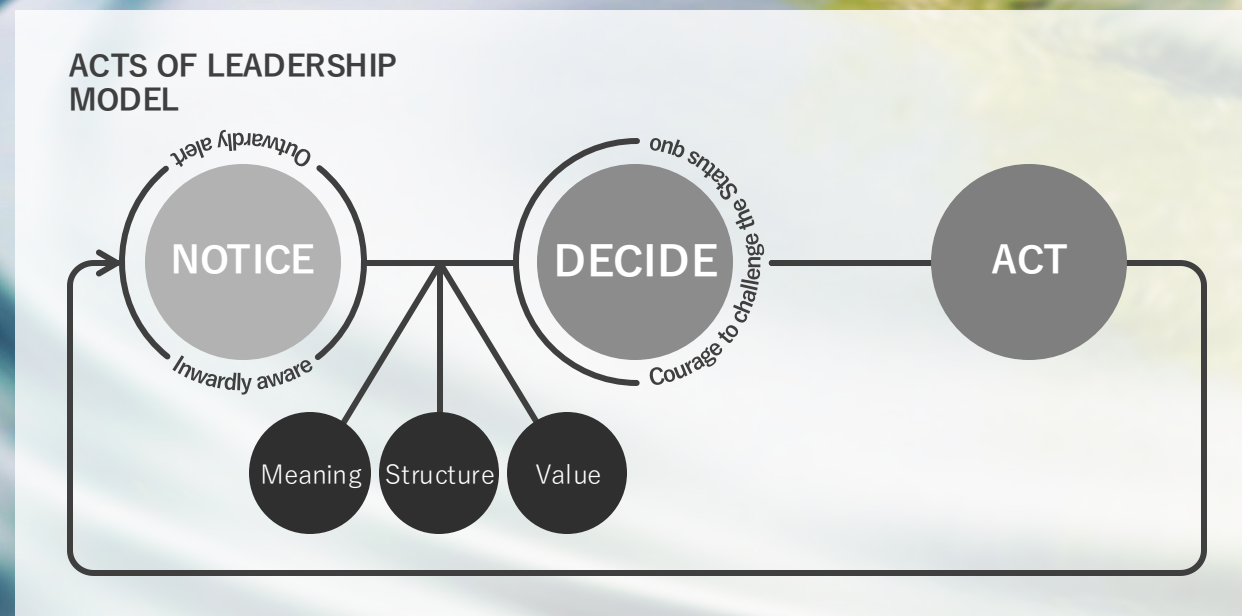 ACTS OF LEADERSHIP
MODEL
Outwardly alert
NOTICE
Inwardly aware
DECIDE
Courage to challenge the Status quo
ACT
Meaning
Structure
Value